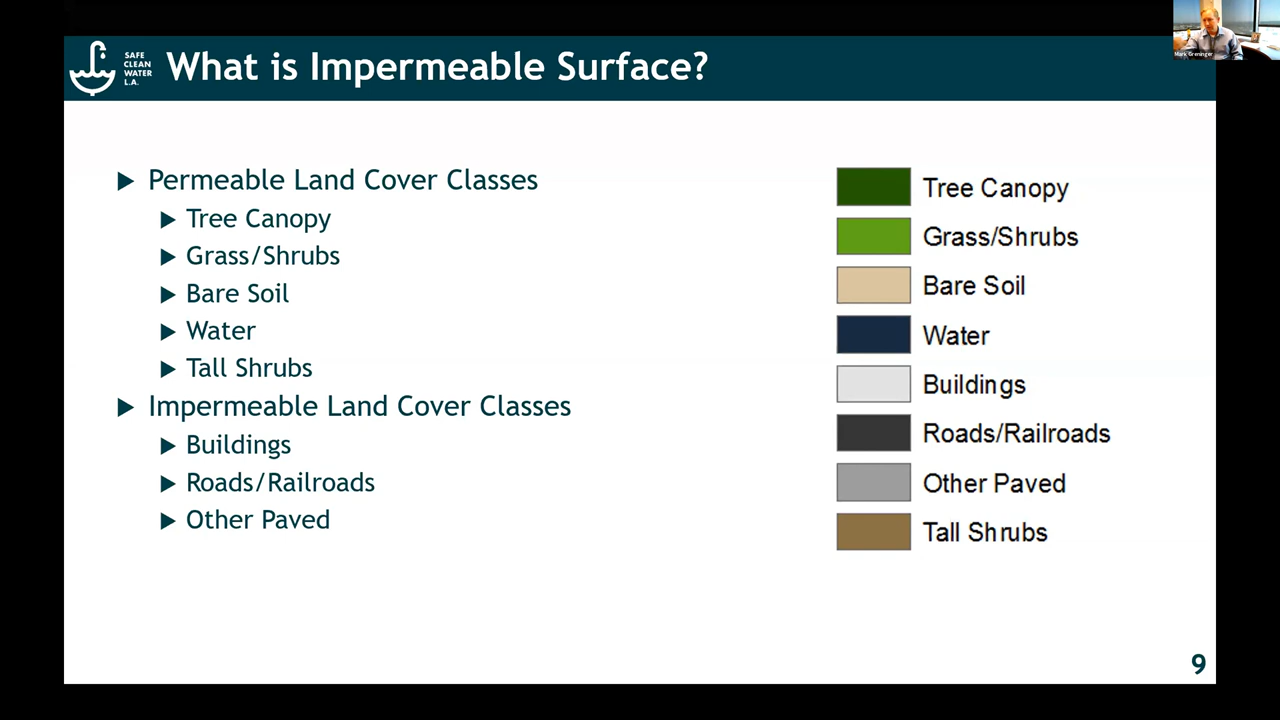 SAFE
CLEAN
WATER
L.A.
What is Impermeable Surface?
Mark Greninger
Permeable Land Cover Classes
Tree Canopy
Grass/Shrubs
Bare Soil
Water
Tall Shrubs
Impermeable Land Cover Classes
Buildings
Roads/Railroads
Other Paved
Tree Canopy
Grass/Shrubs
Bare Soil
Water
Buildings
Roads/Railroads
Other Paved
Tall Shrubs
9